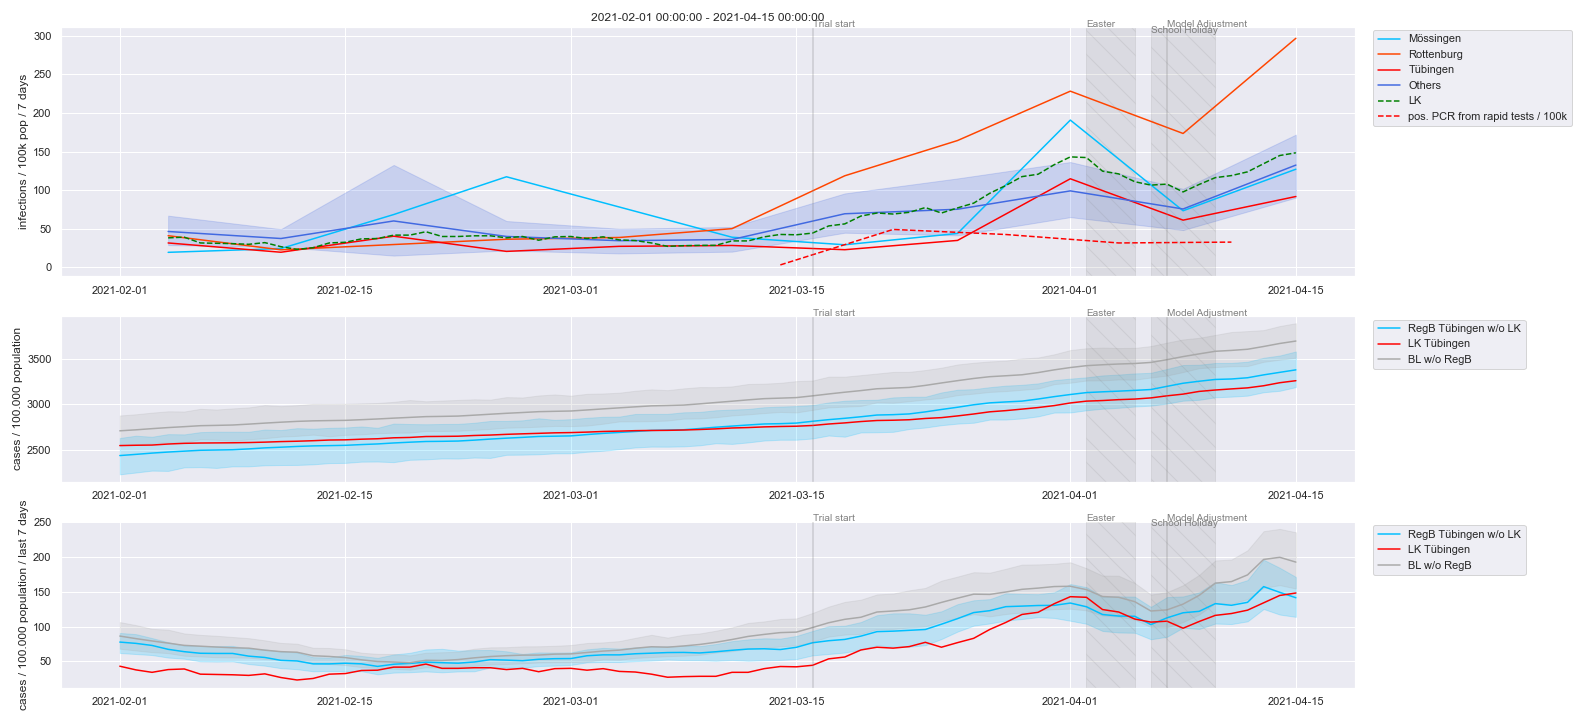 2021-02-01 00:00:00 - 2021-04-15 00:00:00
Trial start
Easter
Model Adjustment
School Holiday
infections / 100k pop / 7 days
300
250
200
150
100
50
0
2021-02-01
2021-02-15
2021-03-01
2021-03-15
2021-04-01
2021-04-15
Mössingen
Rottenburg
Tübingen
Others
LK
pos. PCR from rapid tests / 100k
Trial start
Easter
Model Adjustment
cases / 100.0000 population
3500
3000
2500
2021-02-01
2021-02-15
2021-03-01
2021-03-15
2021-04-01
2021-04-15
RegB Tübingen w/o LK
LK Tübingen
BL w/o RegB
Trial start
Easter
Model Adjustment
School Holiday
cases / 100.000 population / last 7 days
250
200
150
100
50
2021-02-01
2021-02-15
2021-03-01
2021-03-15
2021-04-01
2021-04-15
RegB Tübingen w/o LK
LK Tübingen
BL w/o RegB